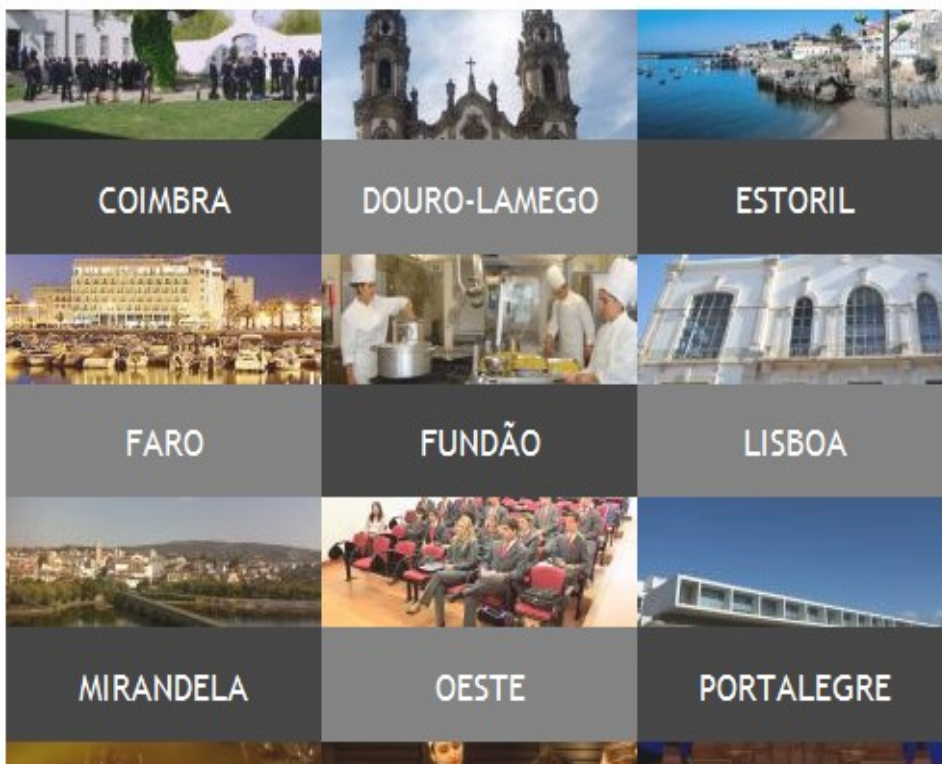 COIMBRA
DOURO-LAMEGO
ESTORIL
FARO
FUNDÃO
LISBOA
MIRANDELA
OESTE
PORTALEGRE